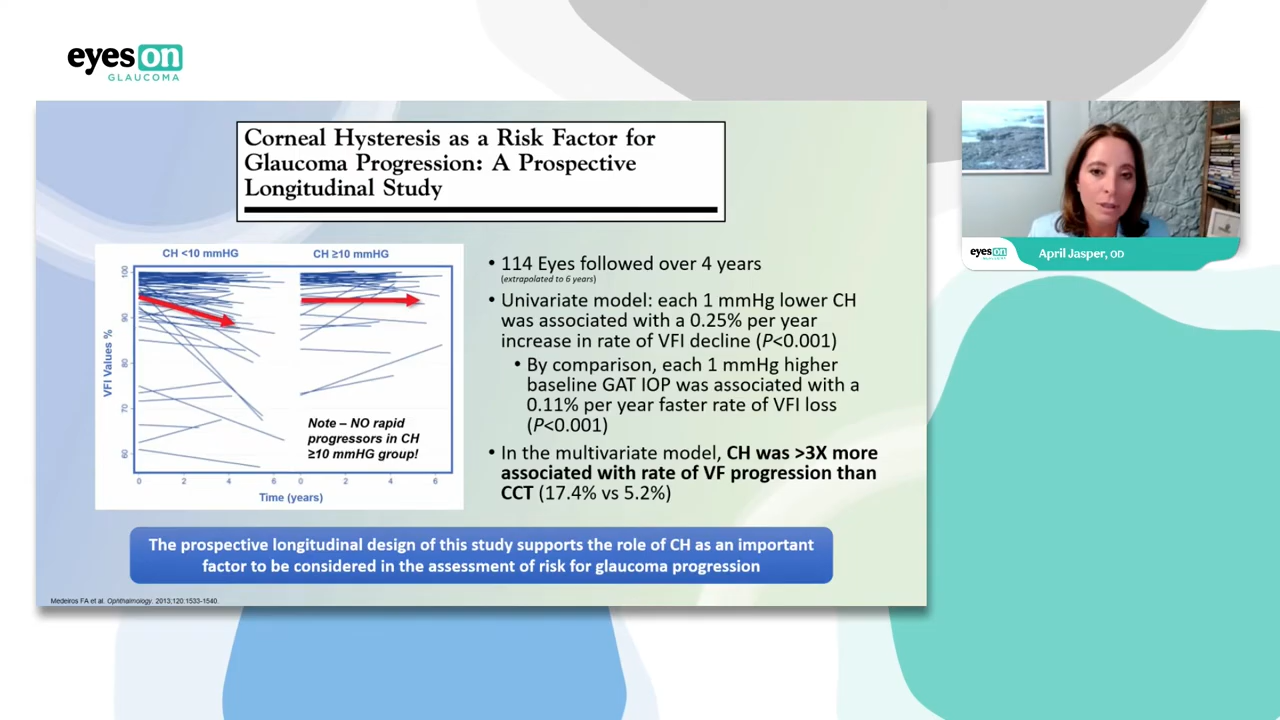 eyes on
GLAUCOMA
Corneal Hysteresis as a Risk Factor for
Glaucoma Progression: A Prospective
Longitudinal Study
CH <10 mmHG
CH ≥10 mmHG
100
90
80
70
60
VFI Values %
Note – NO rapid
progressors in CH
≥10 mmHG group!
0 2 4 6 0 2 4 6
Time (years)
• 114 Eyes followed over 4 years
(extrapolated to 6 years)
• Univariate model: each 1 mmHg lower CH
was associated with a 0.25% per year
increase in rate of VFI decline (P<0.001)
• By comparison, each 1 mmHg higher
baseline GAT IOP was associated with a
0.11% per year faster rate of VFI loss
(P<0.001)
• In the multivariate model, CH was >3X more
associated with rate of VF progression than
CCT (17.4% vs 5.2%)
The prospective longitudinal design of this study supports the role of CH as an important
factor to be considered in the assessment of risk for glaucoma progression
Medeiros FA et al. Ophthalmology. 2013;120:1533-1540.
eyes on
April Jasper, OD